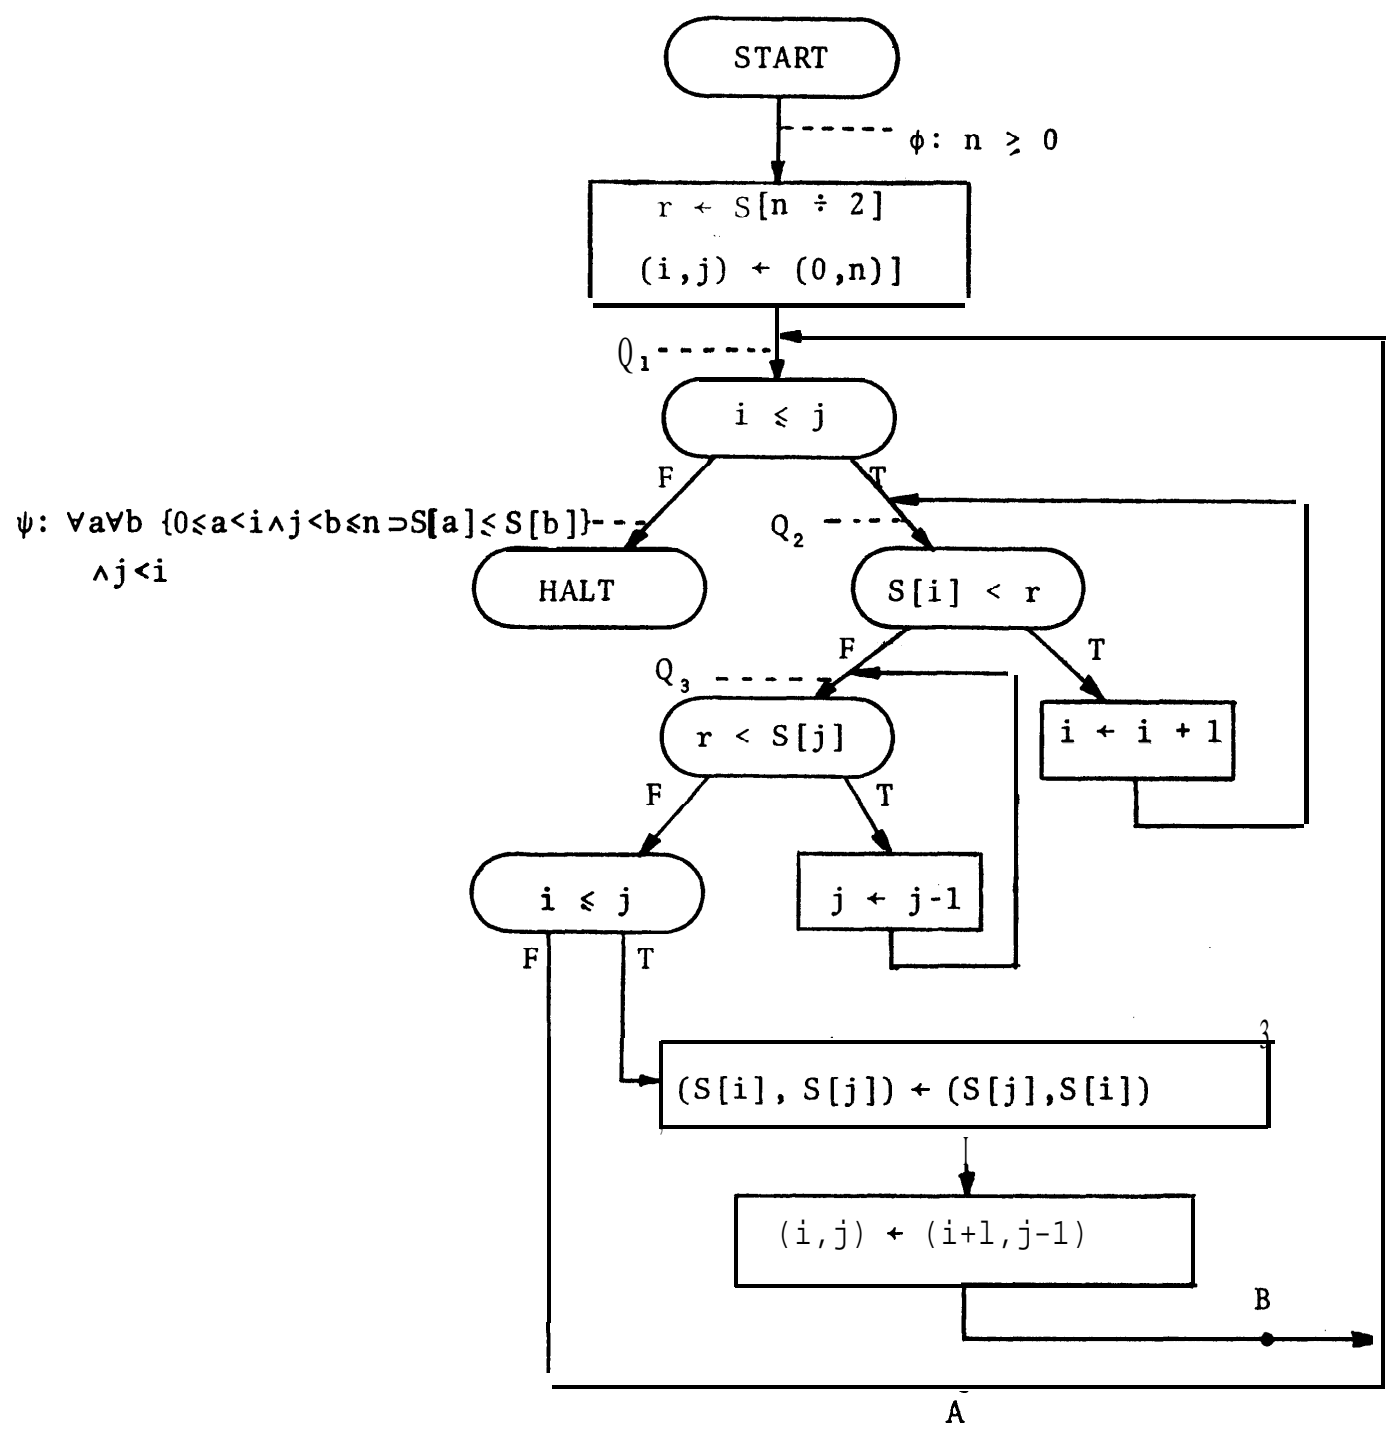 START
ϕ: n ≥ 0
r ← S[n ÷ 2]
(i,j) ← (0,n)]
Q₁
i ≤ j
F
T
ψ: ∀a∀b {0≤a<i∧j<b≤n⊃S[a]≤S[b]}
∧j<i
Q₂
HALT
S[i] < r
F
T
Q₃
r < S[j]
i ← i + 1
F
T
i ≤ j
j ← j-1
F
T
3
(S[i], S[j]) ← (S[j],S[i])
(i,j) ← (i+1,j-1)
B
A